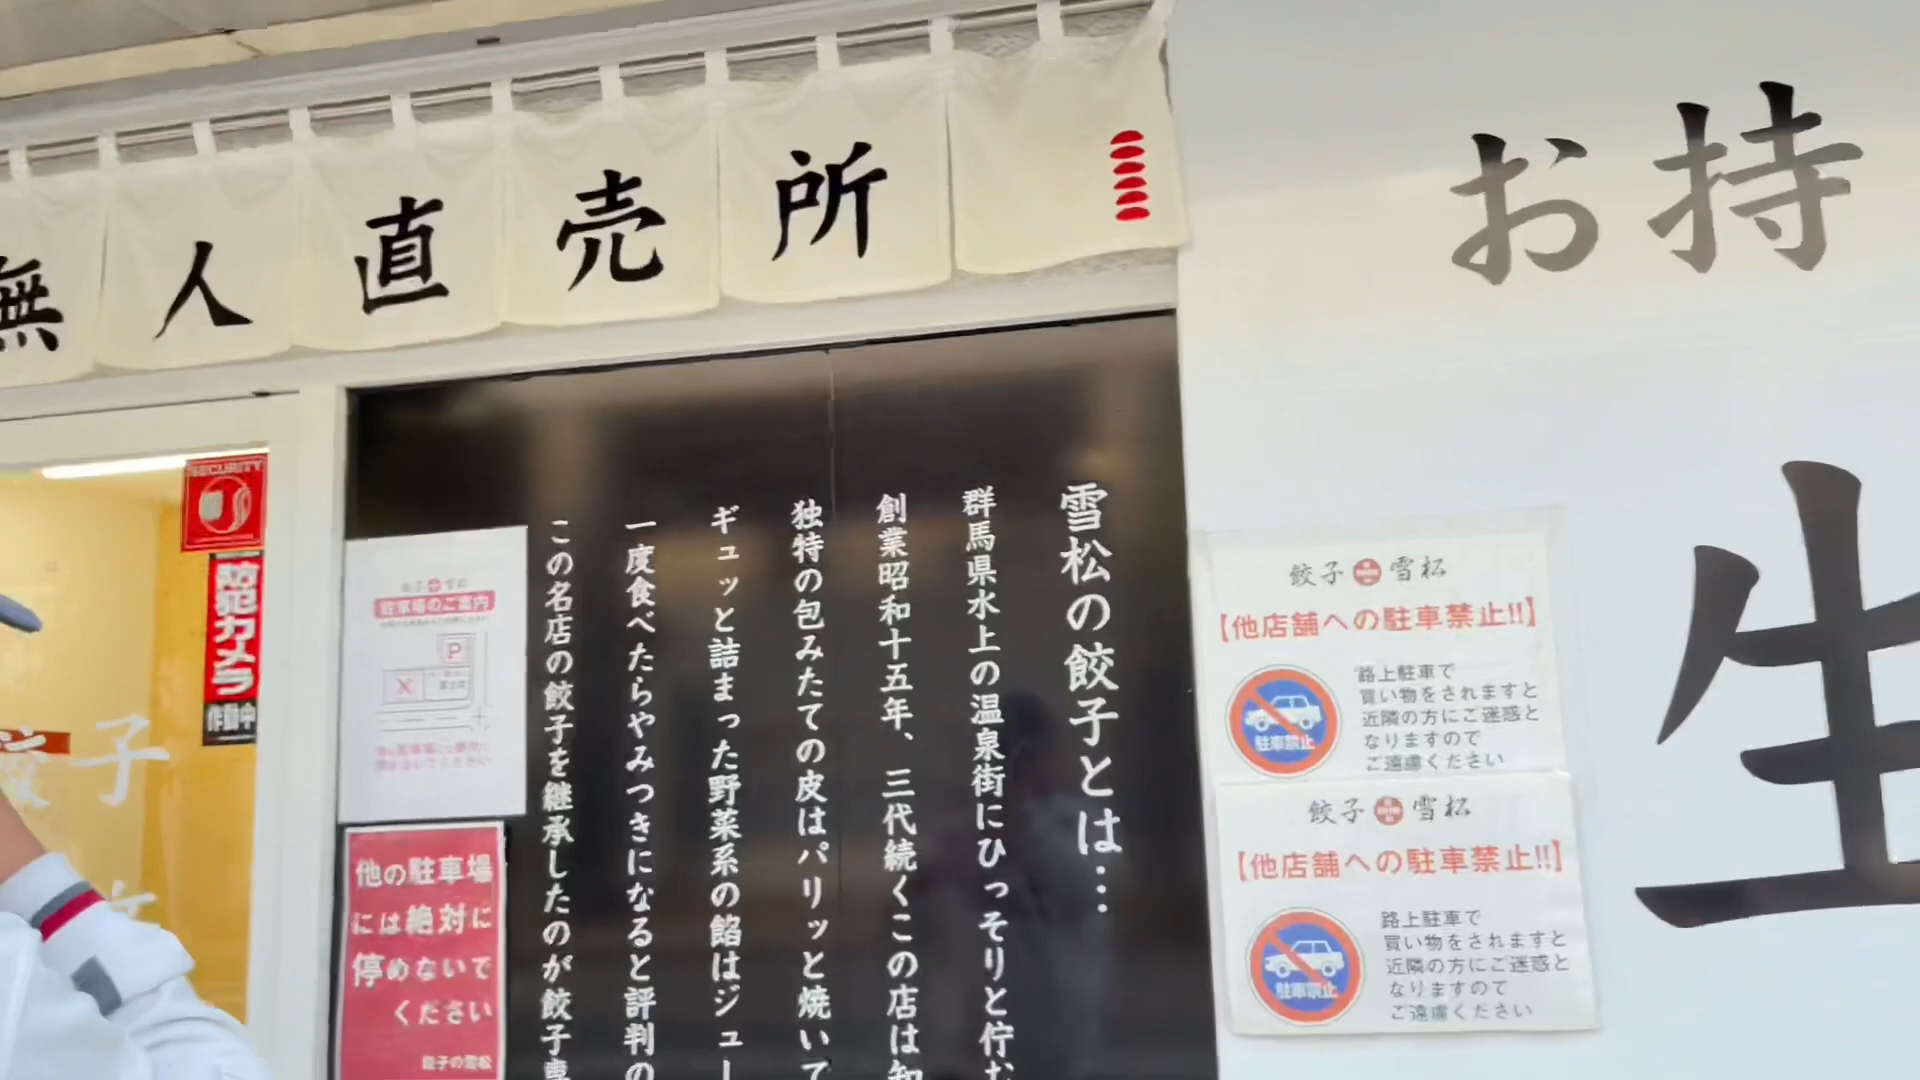 無人直売所
お持
生
SECURITY
防犯カメラ
作動中
餃子
雪松の餃子とは…
群馬県水上の温泉街にひっそりと佇む
創業昭和十五年、三代続くこの店は知
独特の包みたての皮はパリッと焼いて
ギュッと詰まった野菜系の餡はジュー
一度食べたらやみつきになると評判の
この名店の餃子を継承したのが餃子専
駐車場のご案内
P
他の駐車場
には絶対に
停めないで
ください
餃子の雪松
餃子 雪松
【他店舗への駐車禁止!!】
駐車禁止
路上駐車で
買い物をされますと
近隣の方にご迷惑と
なりますので
ご遠慮ください
餃子 雪松
【他店舗への駐車禁止!!】
駐車禁止
路上駐車で
買い物をされますと
近隣の方にご迷惑と
なりますので
ご遠慮ください